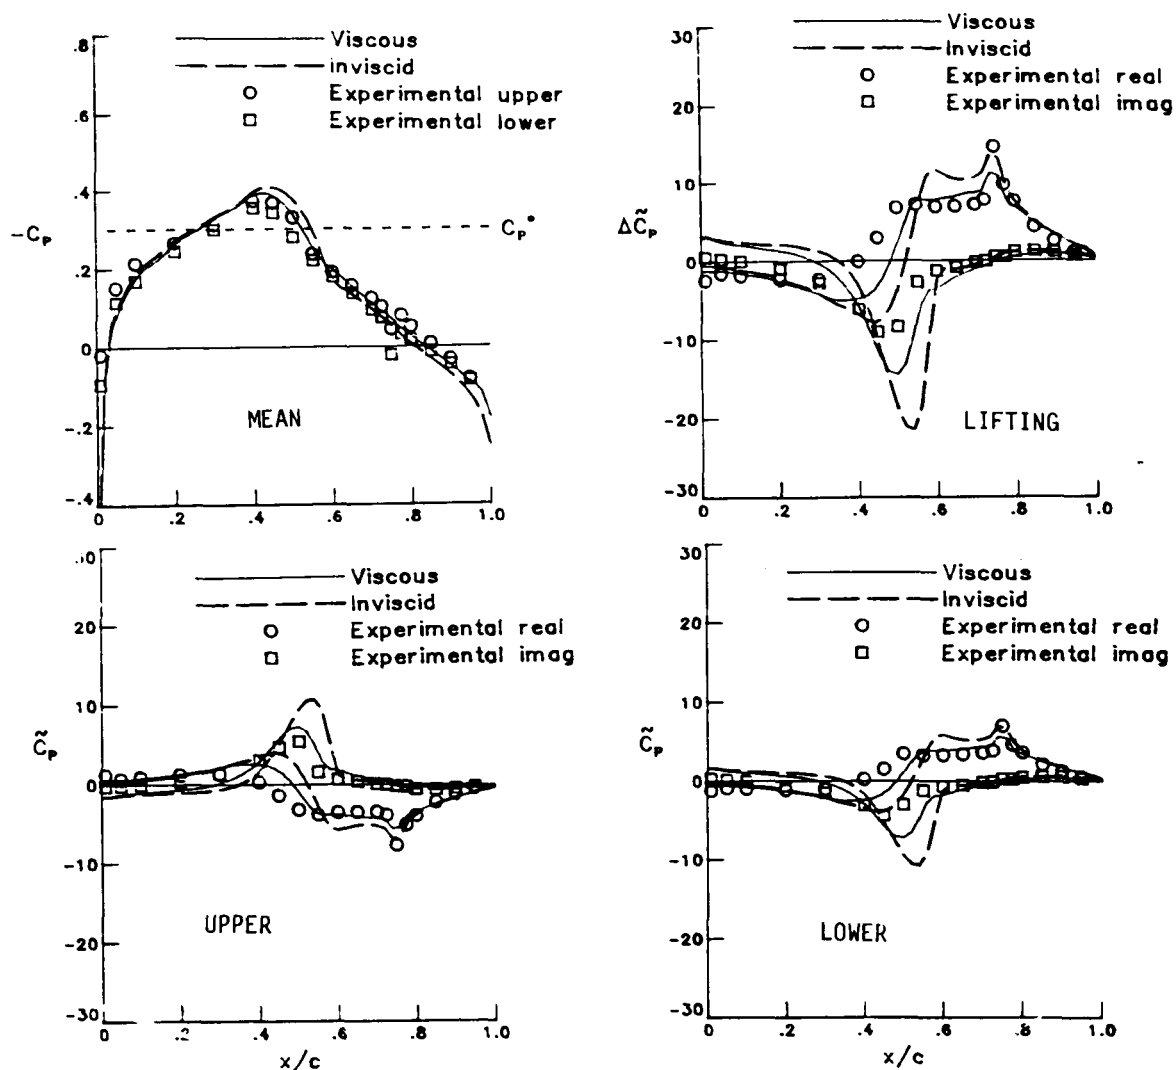 .8
.6
.4
.2
0
-.2
-.4
-Cp
Viscous
Inviscid
Experimental upper
Experimental lower
Cp*
MEAN
0 .2 .4 .6 .8 1.0
30
20
10
0
-10
-20
-30
ΔC̃p
Viscous
Inviscid
Experimental real
Experimental imag
LIFTING
0 .2 .4 .6 .8 1.0
30
20
10
0
-10
-20
-30
C̃p
Viscous
Inviscid
Experimental real
Experimental imag
UPPER
0 .2 .4 .6 .8 1.0
x/c
30
20
10
0
-10
-20
-30
C̃p
Viscous
Inviscid
Experimental real
Experimental imag
LOWER
0 .2 .4 .6 .8 1.0
x/c